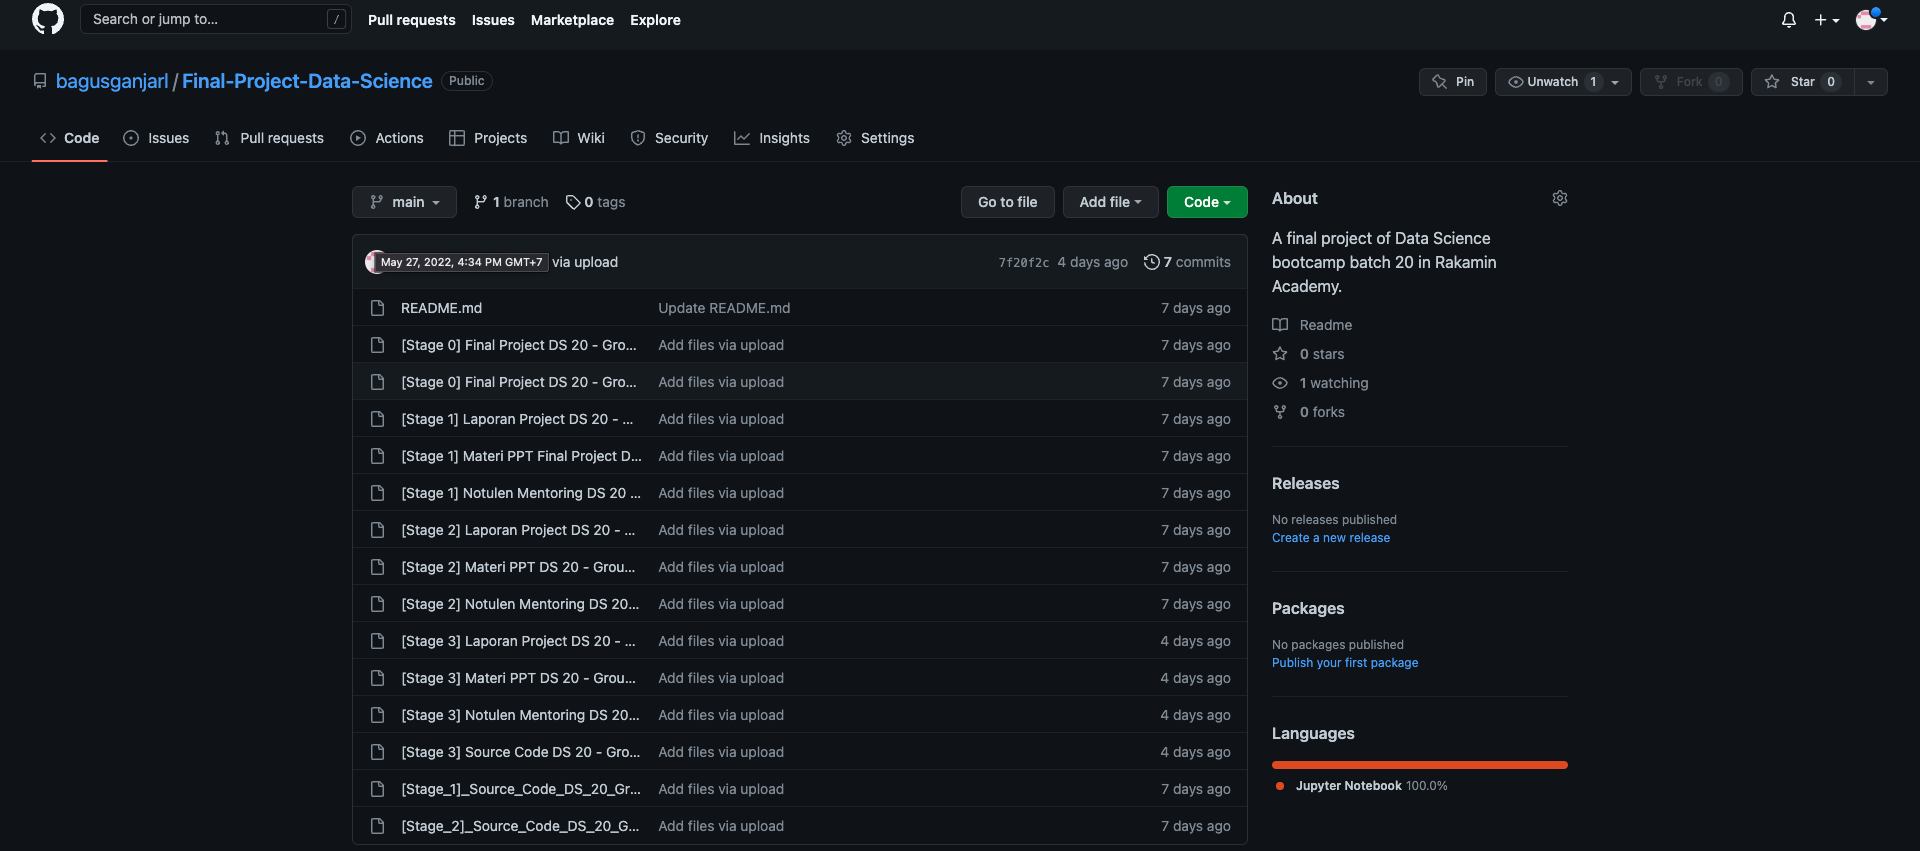 Search or jump to... /
Pull requests Issues Marketplace Explore
bagusganjarl / Final-Project-Data-Science Public
Pin Unwatch 1 Fork 0 Star 0
Code Issues Pull requests Actions Projects Wiki Security Insights Settings
main 1 branch 0 tags Go to file Add file Code
May 27, 2022, 4:34 PM GMT+7 via upload 7f20f2c 4 days ago 7 commits
README.md Update README.md 7 days ago
[Stage 0] Final Project DS 20 - Gro... Add files via upload 7 days ago
[Stage 0] Final Project DS 20 - Gro... Add files via upload 7 days ago
[Stage 1] Laporan Project DS 20 - ... Add files via upload 7 days ago
[Stage 1] Materi PPT Final Project D... Add files via upload 7 days ago
[Stage 1] Notulen Mentoring DS 20 ... Add files via upload 7 days ago
[Stage 2] Laporan Project DS 20 - ... Add files via upload 7 days ago
[Stage 2] Materi PPT DS 20 - Grou... Add files via upload 7 days ago
[Stage 2] Notulen Mentoring DS 20... Add files via upload 7 days ago
[Stage 3] Laporan Project DS 20 - ... Add files via upload 4 days ago
[Stage 3] Materi PPT DS 20 - Grou... Add files via upload 4 days ago
[Stage 3] Notulen Mentoring DS 20... Add files via upload 4 days ago
[Stage 3] Source Code DS 20 - Gro... Add files via upload 4 days ago
[Stage_1]_Source_Code_DS_20_Gr... Add files via upload 7 days ago
[Stage_2]_Source_Code_DS_20_G... Add files via upload 7 days ago
About
A final project of Data Science
bootcamp batch 20 in Rakamin
Academy.
Readme
0 stars
1 watching
0 forks
Releases
No releases published
Create a new release
Packages
No packages published
Publish your first package
Languages
Jupyter Notebook 100.0%